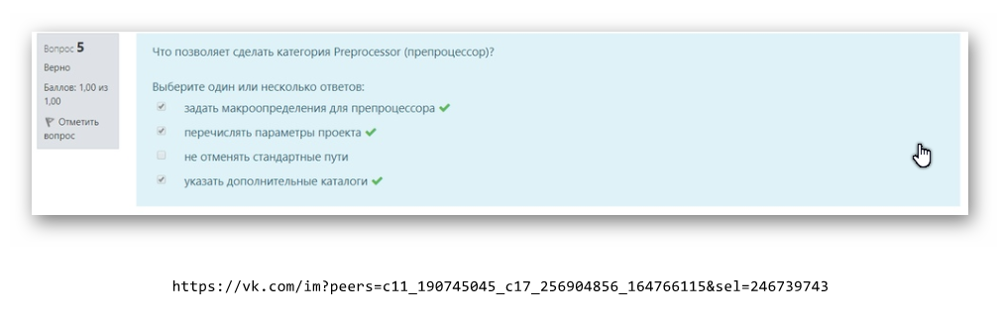 Вопрос 5
Верно
Баллов: 1,00 из
1,00
Отметить
вопрос
Что позволяет сделать категория Preprocessor (препроцессор)?
Выберите один или несколько ответов:
задать макроопределения для препроцессора
перечислять параметры проекта
не отменять стандартные пути
указать дополнительные каталоги
https://vk.com/im?peers=c11_190745045_c17_256904856_164766115&sel=246739743